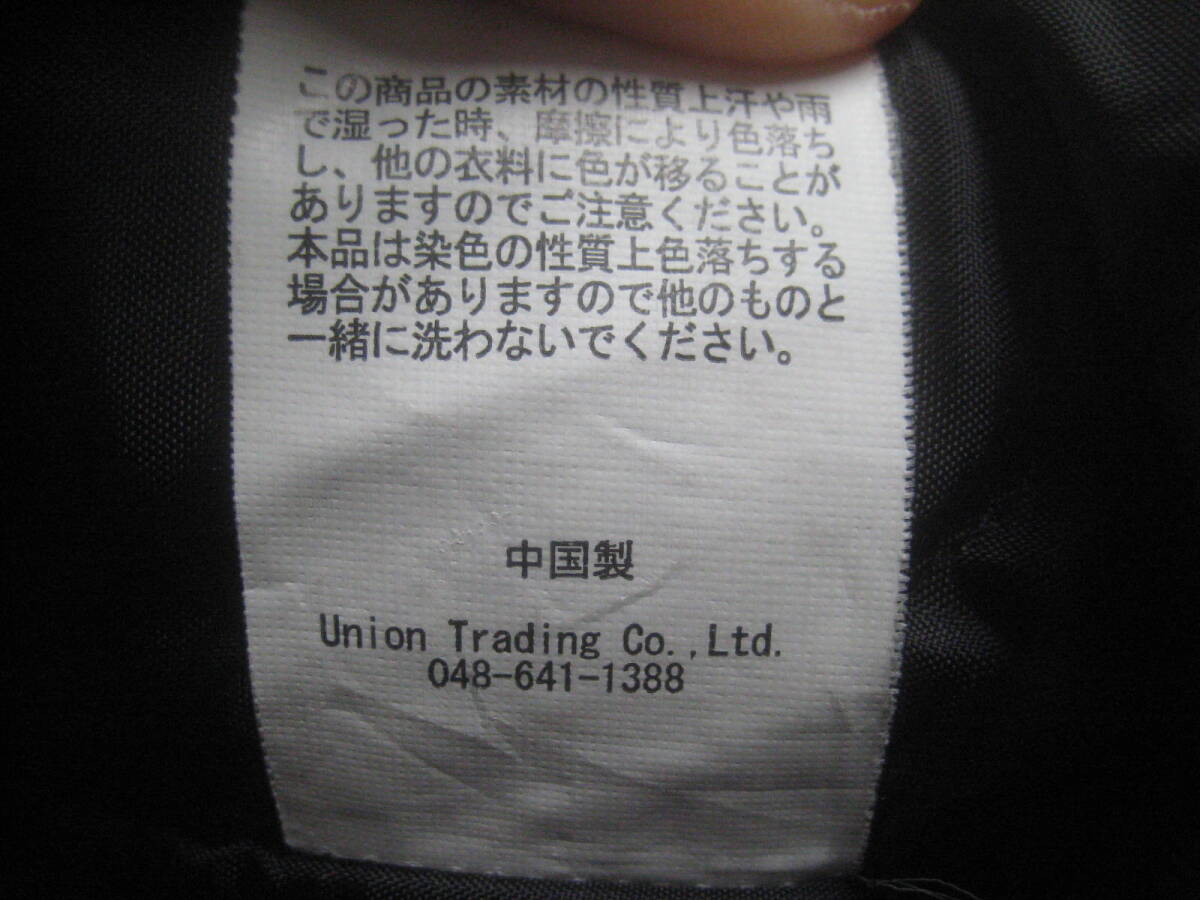 この商品の素材の性質上汗や雨
で湿った時、摩擦により色落ち
し、他の衣料に色が移ることが
ありますのでご注意ください。
本品は染色の性質上色落ちする
場合がありますので他のものと
一緒に洗わないでください。
中国製
Union Trading Co.,Ltd.
048-641-1388